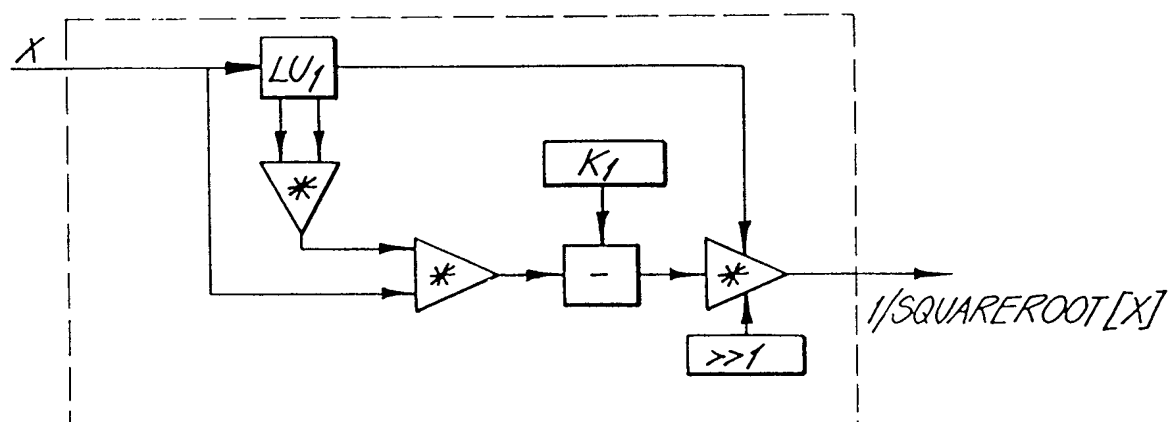 X
LU1
*
K1
*
-
*
>>1
1/SQUAREROOT[X]